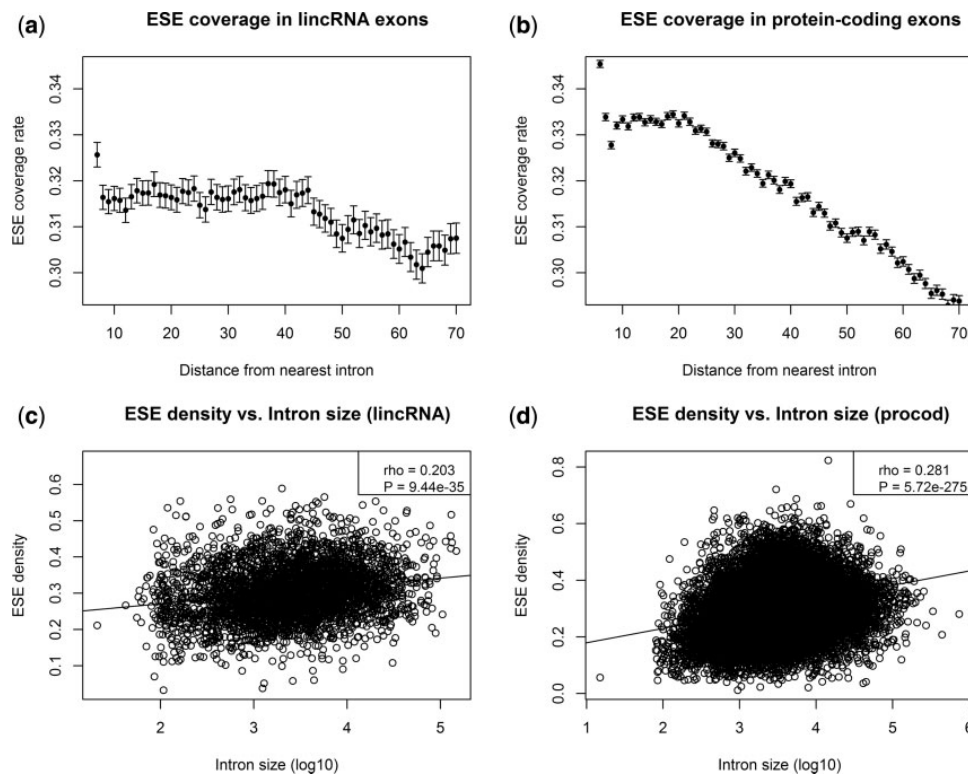 (a)
ESE coverage in lincRNA exons
ESE coverage rate
0.34
0.33
0.32
0.31
0.30
10 20 30 40 50 60 70
Distance from nearest intron
(b)
ESE coverage in protein-coding exons
ESE coverage rate
0.34
0.33
0.32
0.31
0.30
10 20 30 40 50 60 70
Distance from nearest intron
(c)
ESE density vs. Intron size (lincRNA)
rho = 0.203
P = 9.44e-35
ESE density
0.6
0.5
0.4
0.3
0.2
0.1
2 3 4 5
Intron size (log10)
(d)
ESE density vs. Intron size (procod)
rho = 0.281
P = 5.72e-275
ESE density
0.8
0.6
0.4
0.2
0.0
1 2 3 4 5 6
Intron size (log10)